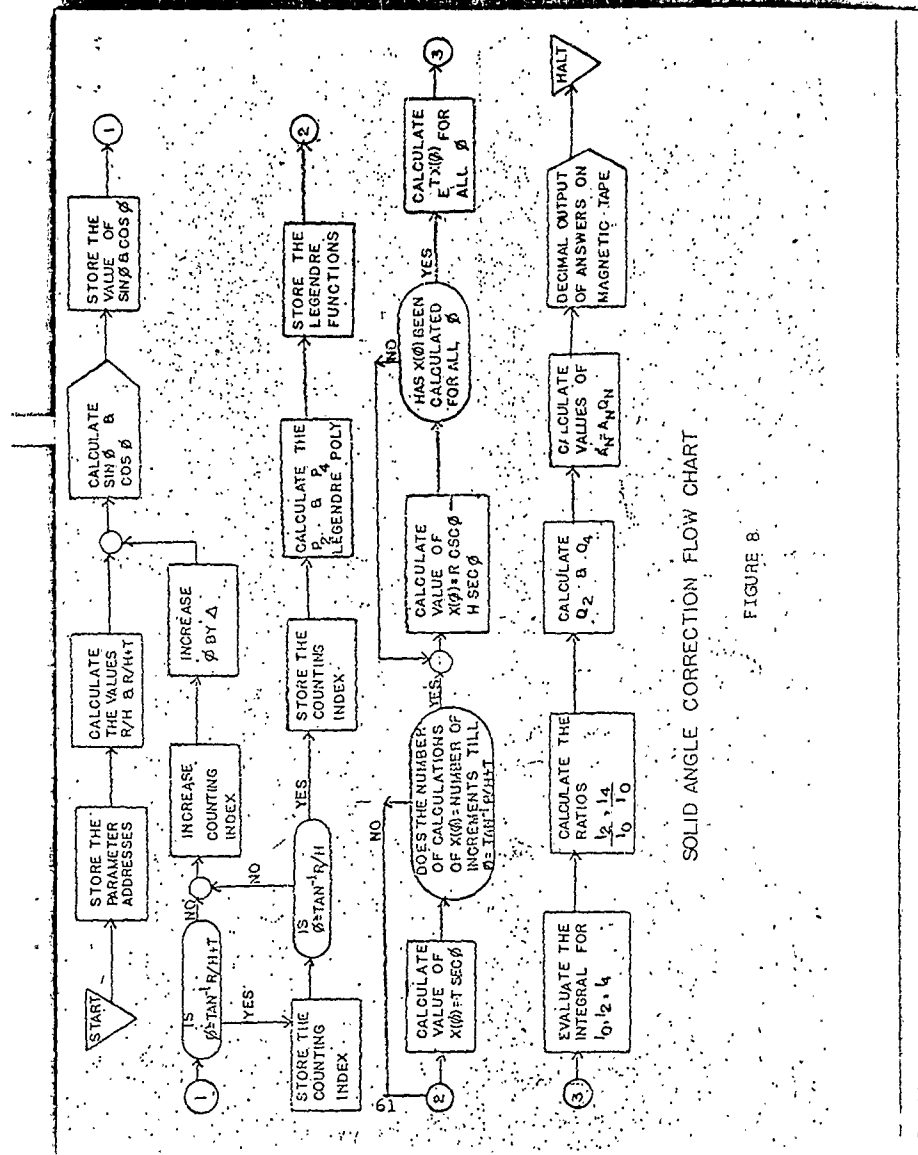 START
STORE THE
PARAMETER
ADDRESSES
CALCULATE
THE VALUES
R/H & R/H+T
CALCULATE
SIN Ø &
COS Ø
STORE THE
VALUE OF
SIN Ø & COS Ø
1
1
IS
Ø=TAN⁻¹ R/H+T
NO
YES
INCREASE
COUNTING
INDEX
INCREASE
Ø BY Δ
STORE THE
COUNTING
INDEX
IS
Ø=TAN⁻¹ R/H
NO
YES
STORE THE
COUNTING
INDEX
CALCULATE THE
P₂ & P₄
LEGENDRE POLY
STORE THE
LEGENDRE
FUNCTIONS
2
61
2
CALCULATE
VALUE OF
X(Ø)=T SECØ
DOES THE NUMBER
OF CALCULATIONS
OF X(Ø)=NUMBER OF
INCREMENTS TILL
Ø=TAN⁻¹ R/H+T
NO
YES
CALCULATE
VALUE OF
X(Ø)=R CSCØ—
H SECØ
HAS X(Ø) BEEN
CALCULATED
FOR ALL Ø
NO
YES
CALCULATE
E^TX(Ø) FOR
ALL Ø
3
3
EVALUATE THE
INTEGRAL FOR
I₀, I₂, I₄
CALCULATE THE
RATIOS
I₂/I₀, I₄/I₀
CALCULATE
Q₂ & Q₄
CALCULATE
VALUES OF
=AₙQₙ
DECIMAL OUTPUT
OF ANSWERS ON
MAGNETIC TAPE
HALT
SOLID ANGLE CORRECTION FLOW CHART
FIGURE 8.